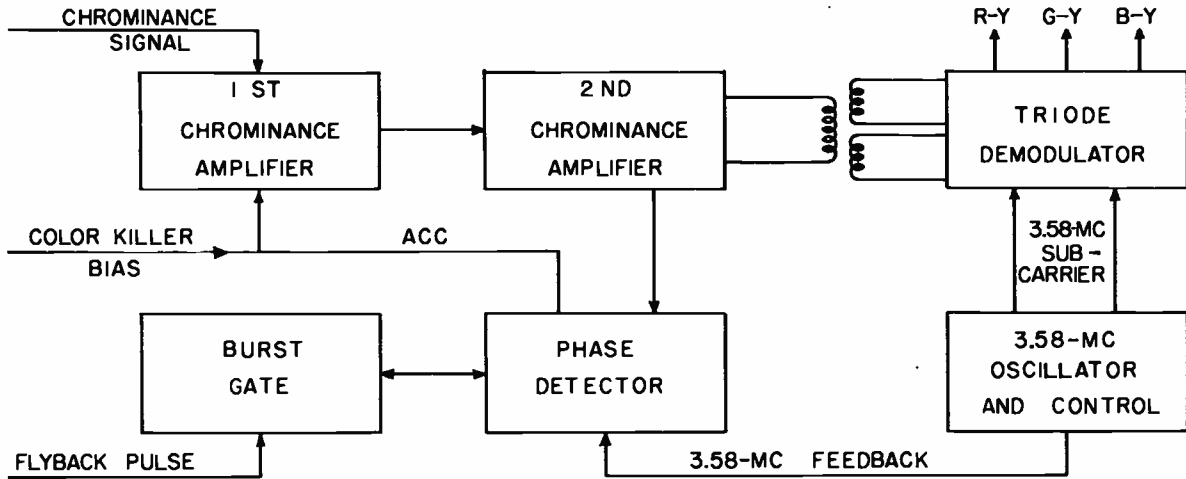 CHROMINANCE
SIGNAL
R-Y G-Y B-Y
1 ST
CHROMINANCE
AMPLIFIER
2 ND
CHROMINANCE
AMPLIFIER
TRIODE
DEMODULATOR
COLOR KILLER
BIAS
ACC
3.58-MC
SUB-
CARRIER
BURST
GATE
PHASE
DETECTOR
3.58-MC
OSCILLATOR
AND CONTROL
FLYBACK PULSE
3.58-MC FEEDBACK